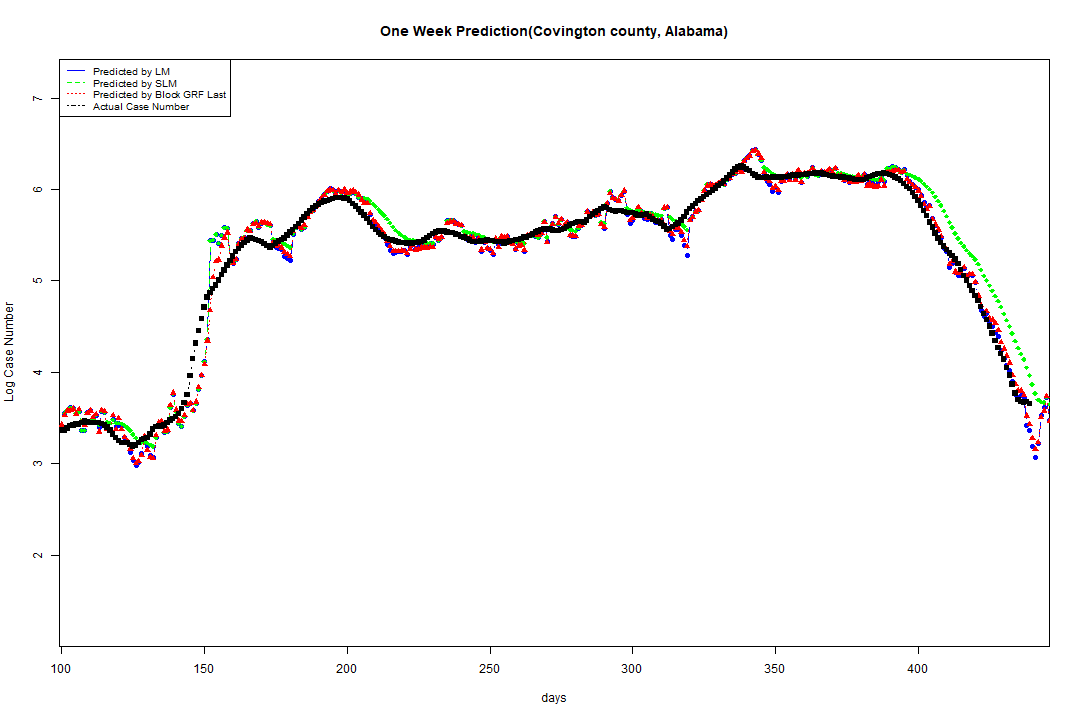 One Week Prediction(Covington county, Alabama)
Predicted by LM
Predicted by SLM
Predicted by Block GRF Last
Actual Case Number
7
6
5
4
3
2
Log Case Number
100 150 200 250 300 350 400
days